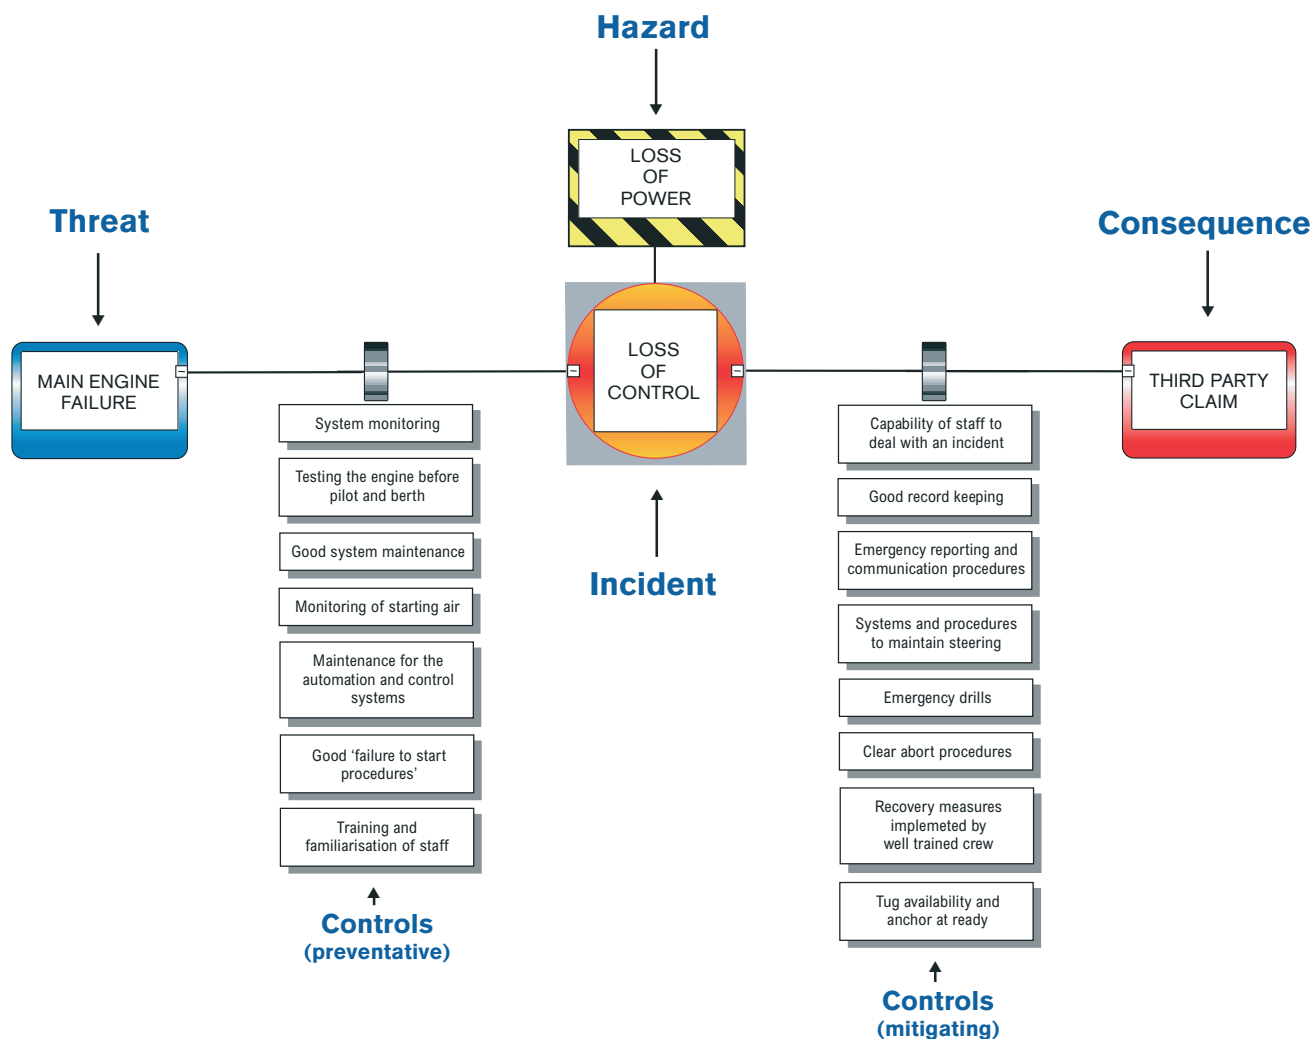 Hazard
LOSS
OF
POWER
Threat
Consequence
MAIN ENGINE
FAILURE
LOSS
OF
CONTROL
THIRD PARTY
CLAIM
System monitoring
Testing the engine before
pilot and berth
Good system maintenance
Monitoring of starting air
Maintenance for the
automation and control
systems
Good ‘failure to start
procedures’
Training and
familiarisation of staff
Controls
(preventative)
Incident
Capability of staff to
deal with an incident
Good record keeping
Emergency reporting and
communication procedures
Systems and procedures
to maintain steering
Emergency drills
Clear abort procedures
Recovery measures
implemeted by
well trained crew
Tug availability and
anchor at ready
Controls
(mitigating)